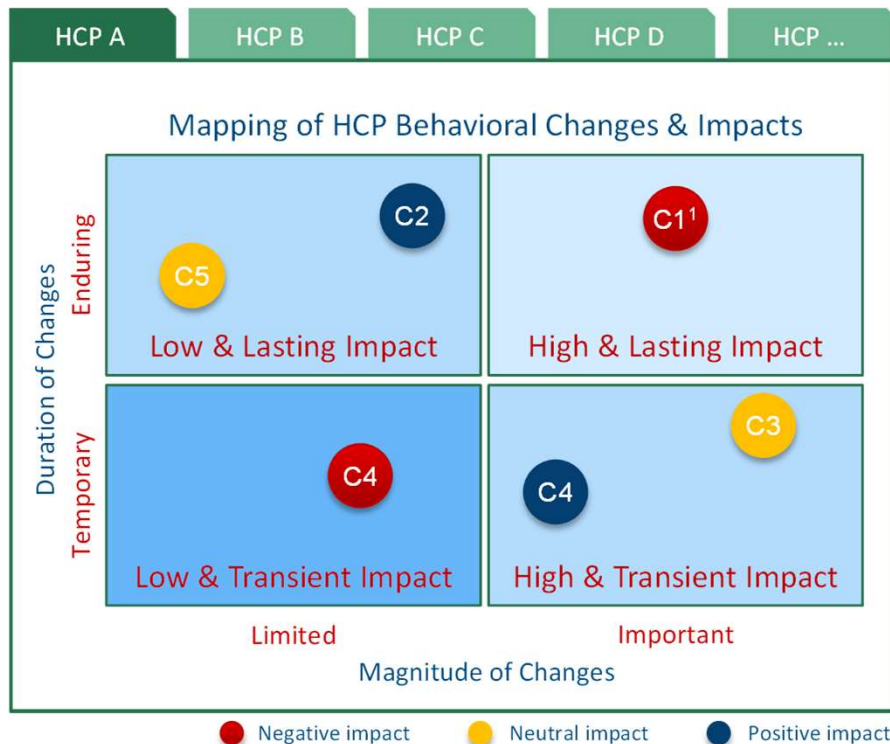 HCP A
HCP B
HCP C
HCP D
HCP ...
Mapping of HCP Behavioral Changes & Impacts
Duration of Changes
Enduring
C5
C2
Low & Lasting Impact
C1¹
High & Lasting Impact
Temporary
C4
Low & Transient Impact
C4
C3
High & Transient Impact
Limited
Important
Magnitude of Changes
Negative impact
Neutral impact
Positive impact